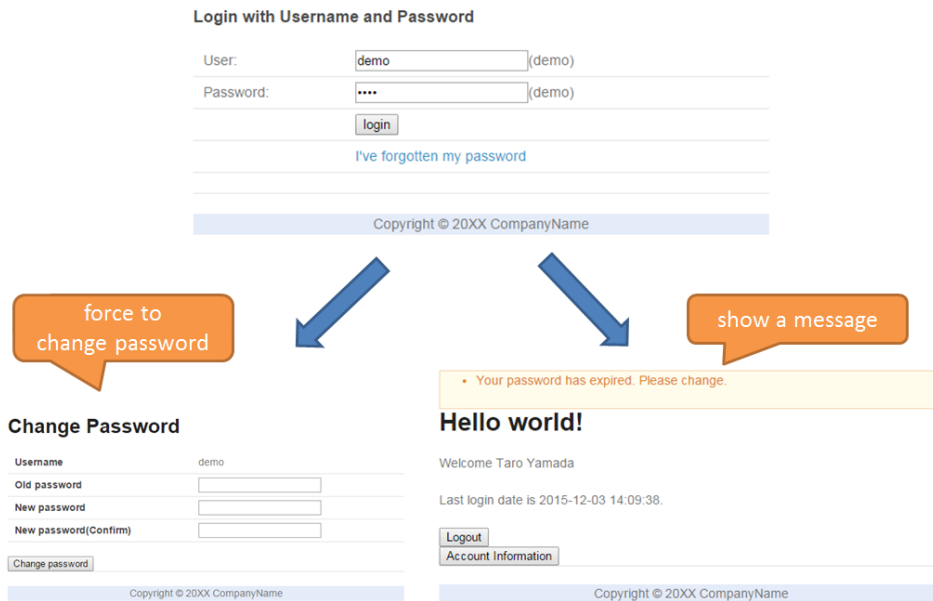 Login with Username and Password
User: demo (demo)
Password: •••• (demo)
login
I've forgotten my password
Copyright © 20XX CompanyName
force to
change password
show a message
Change Password
Username demo
Old password
New password
New password(Confirm)
Change password
Copyright © 20XX CompanyName
• Your password has expired. Please change.
Hello world!
Welcome Taro Yamada
Last login date is 2015-12-03 14:09:38.
Logout
Account Information
Copyright © 20XX CompanyName